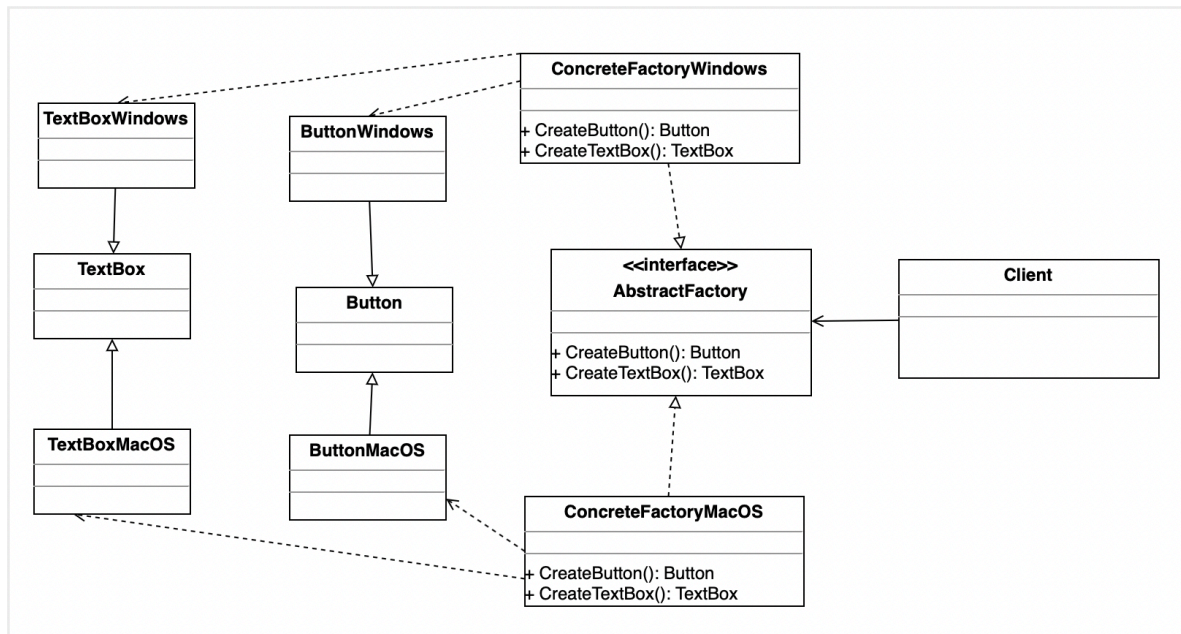 ConcreteFactoryWindows
+ CreateButton(): Button
+ CreateTextBox(): TextBox
TextBoxWindows
ButtonWindows
TextBox
Button
<<interface>>
AbstractFactory
+ CreateButton(): Button
+ CreateTextBox(): TextBox
Client
TextBoxMacOS
ButtonMacOS
ConcreteFactoryMacOS
+ CreateButton(): Button
+ CreateTextBox(): TextBox